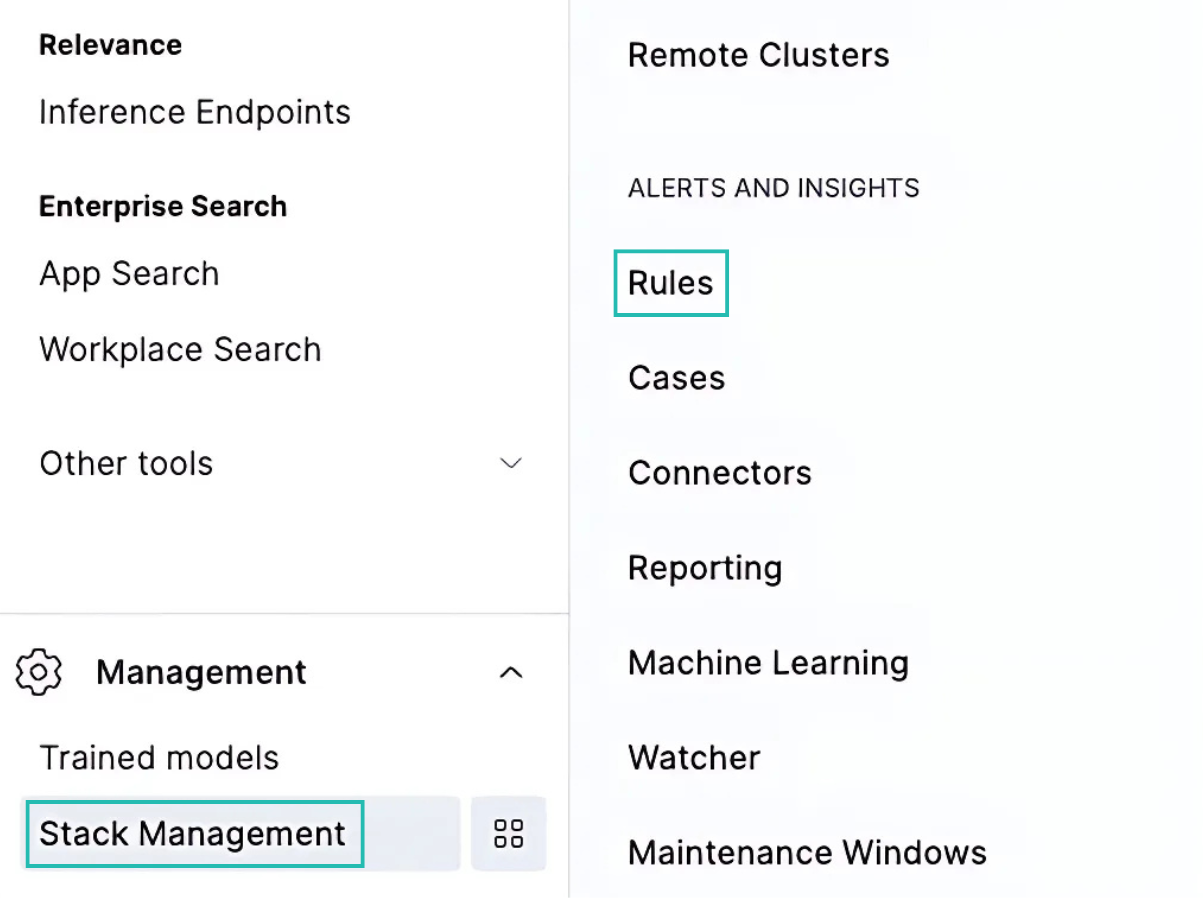 Relevance
Inference Endpoints
Enterprise Search
App Search
Workplace Search
Other tools
Management
Trained models
Stack Management
Remote Clusters
ALERTS AND INSIGHTS
Rules
Cases
Connectors
Reporting
Machine Learning
Watcher
Maintenance Windows